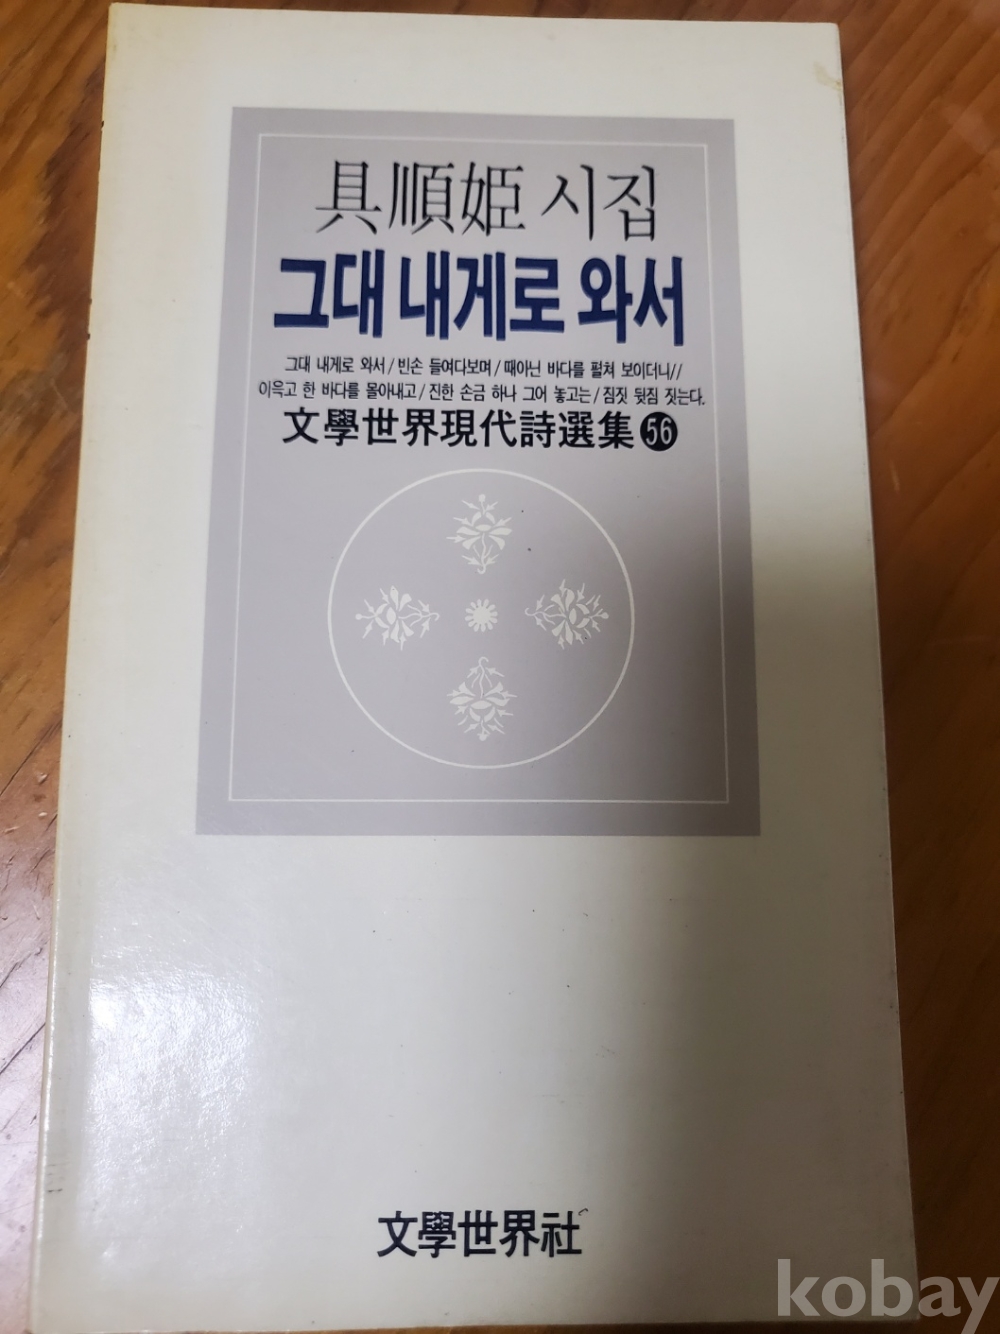 具順姬 시집
그대 내게로 와서
그대 내게로 와서/빈손 들여다보며/때아닌 바다를 펼쳐 보이더니//
이윽고 한 바다를 몰아내고/진한 손금 하나 그어 놓고는/짐짓 뒷짐 짓는다.
文學世界現代詩選集 56
文學世界社
kobay